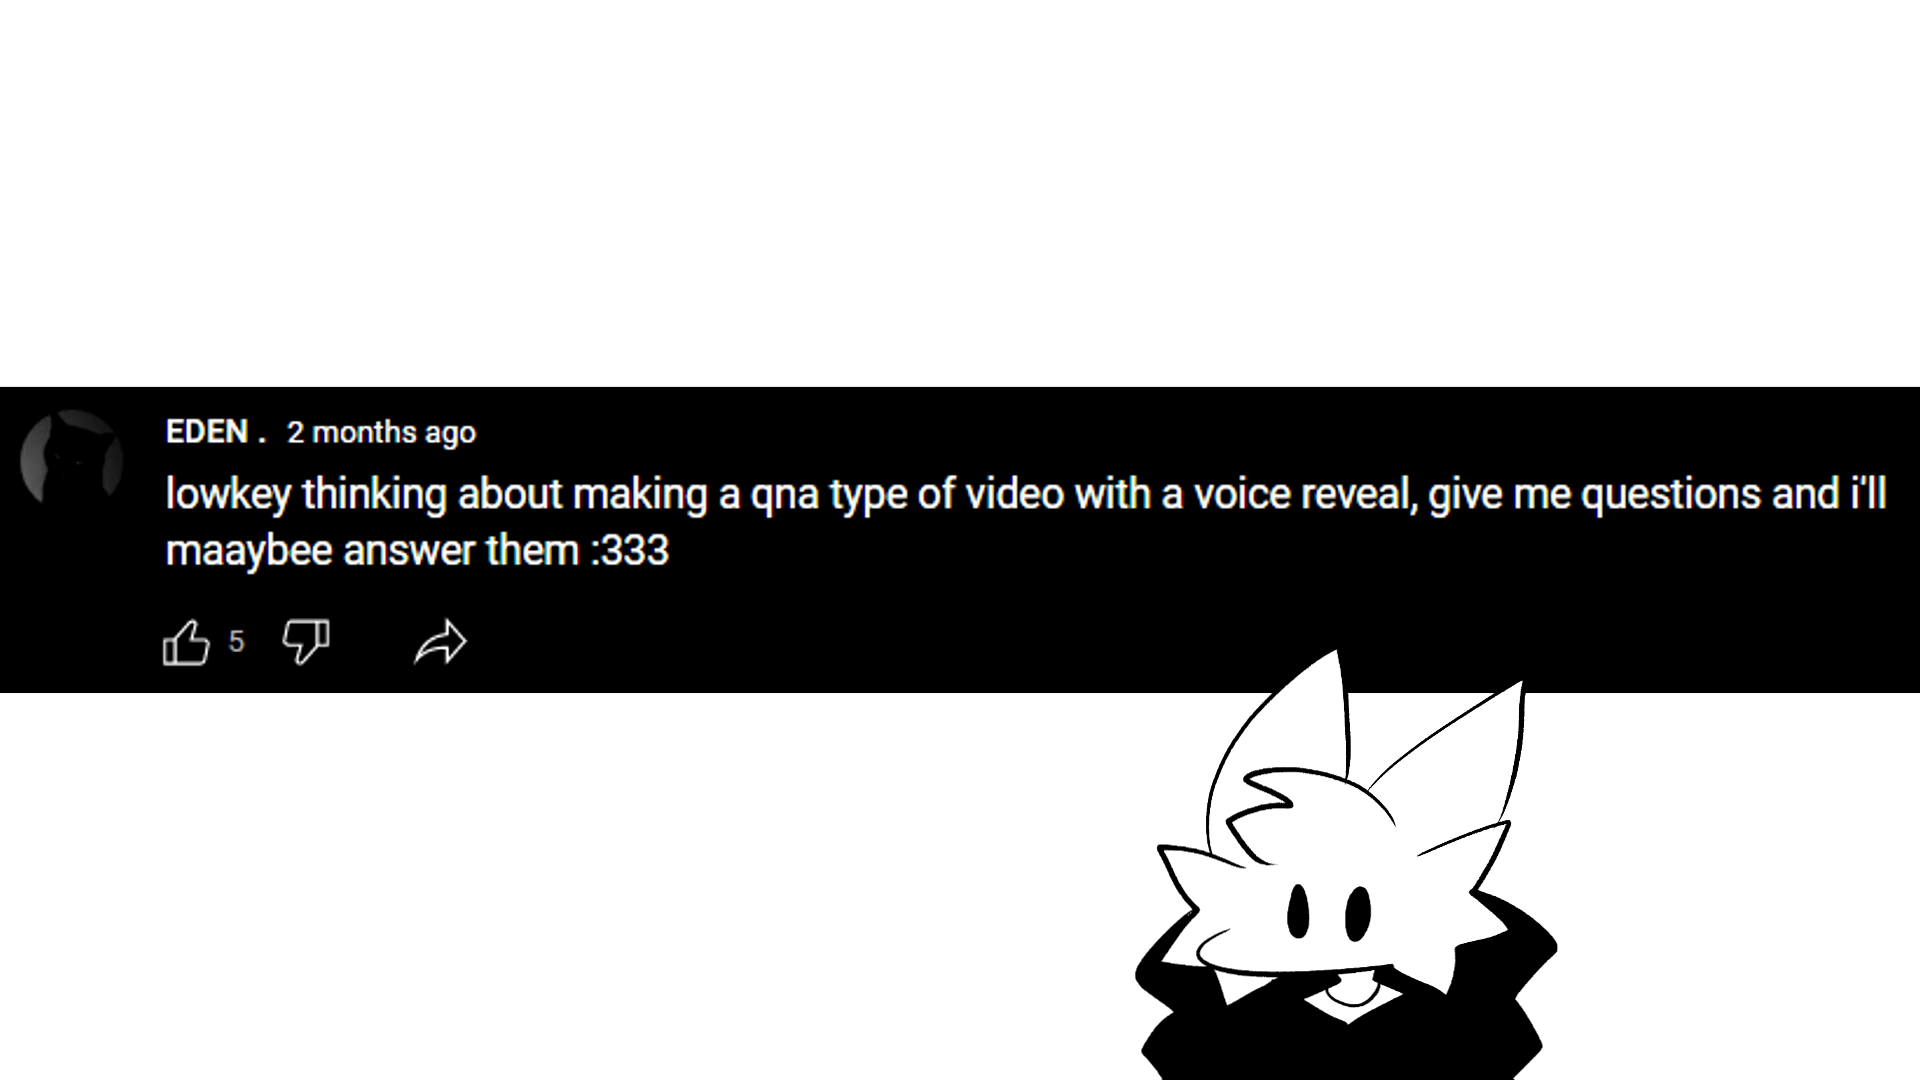 EDEN . 2 months ago
lowkey thinking about making a qna type of video with a voice reveal, give me questions and i'll
maaybee answer them :333
5